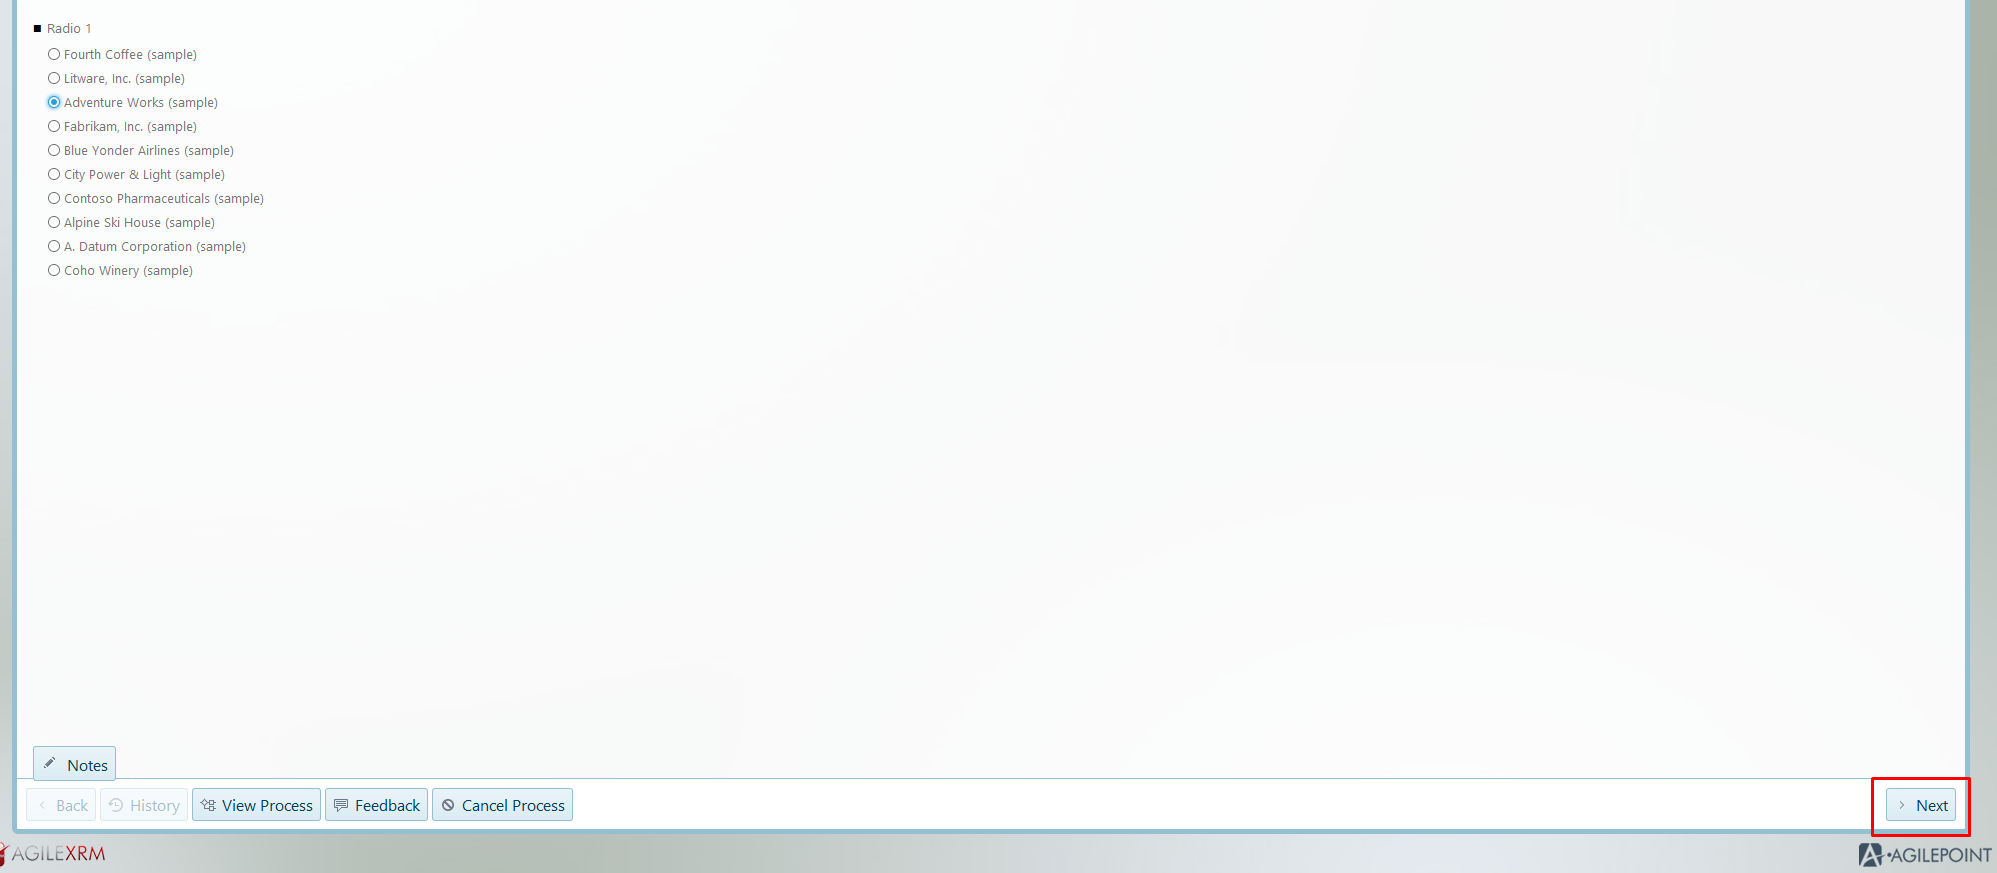 Radio 1
Fourth Coffee (sample)
Litware, Inc. (sample)
Adventure Works (sample)
Fabrikam, Inc. (sample)
Blue Yonder Airlines (sample)
City Power & Light (sample)
Contoso Pharmaceuticals (sample)
Alpine Ski House (sample)
A. Datum Corporation (sample)
Coho Winery (sample)
Notes
Back History View Process Feedback Cancel Process Next
AGILEXRM AGILEPOINT